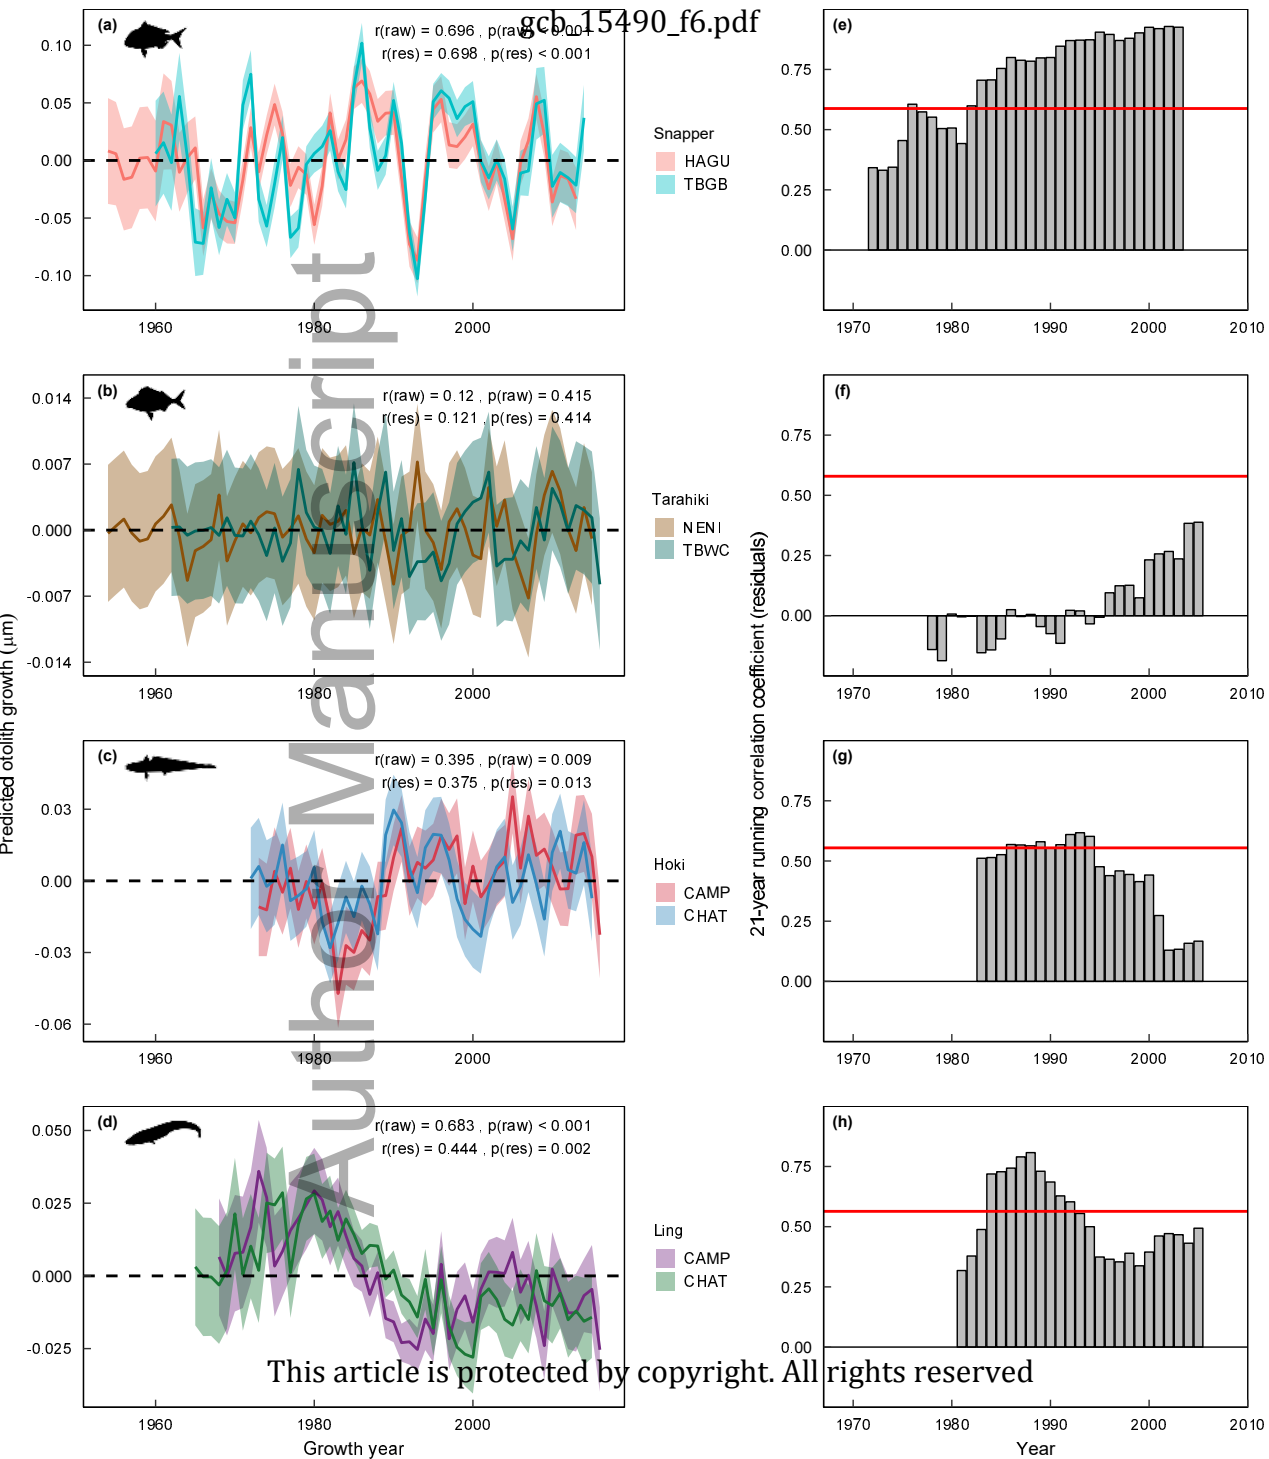 gcb_15490_f6.pdf
(a)
r(raw) = 0.696 , p(raw) < 0.001
r(res) = 0.698 , p(res) < 0.001
0.10
0.05
0.00
-0.05
-0.10
1960 1980 2000
Snapper
HAGU
TBGB
(e)
0.75
0.50
0.25
0.00
1970 1980 1990 2000 2010
(b)
r(raw) = 0.12 , p(raw) = 0.415
r(res) = 0.121 , p(res) = 0.414
0.014
0.007
0.000
-0.007
-0.014
1960 1980 2000
Tarahiki
NENI
TBWC
(f)
0.75
0.50
0.25
0.00
1970 1980 1990 2000 2010
Predicted otolith growth (μm)
21-year running correlation coefficient (residuals)
(c)
r(raw) = 0.395 , p(raw) = 0.009
r(res) = 0.375 , p(res) = 0.013
0.03
0.00
-0.03
-0.06
1960 1980 2000
Hoki
CAMP
CHAT
(g)
0.75
0.50
0.25
0.00
1970 1980 1990 2000 2010
(d)
r(raw) = 0.683 , p(raw) < 0.001
r(res) = 0.444 , p(res) = 0.002
0.050
0.025
0.000
-0.025
1960 1980 2000
Growth year
Ling
CAMP
CHAT
(h)
0.75
0.50
0.25
0.00
1970 1980 1990 2000 2010
Year
Author Manuscript
This article is protected by copyright. All rights reserved